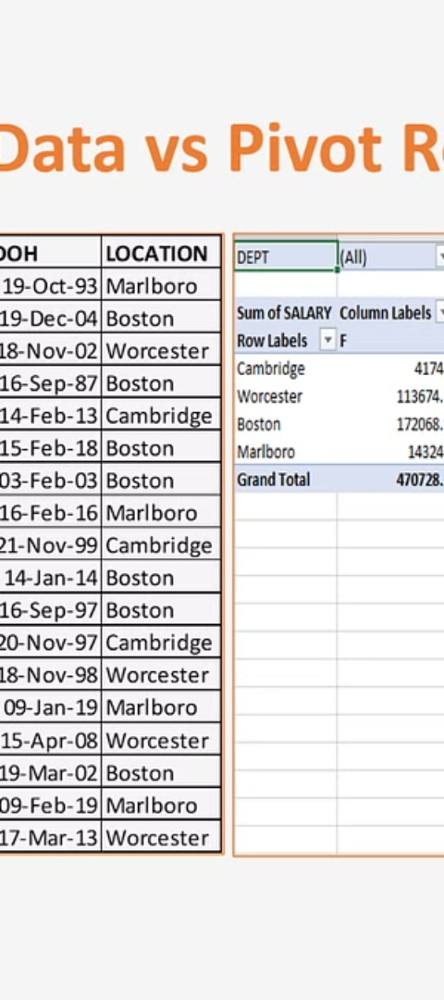 Data vs Pivot R
DOH LOCATION
19-Oct-93 Marlboro
19-Dec-04 Boston
18-Nov-02 Worcester
16-Sep-87 Boston
14-Feb-13 Cambridge
15-Feb-18 Boston
03-Feb-03 Boston
16-Feb-16 Marlboro
21-Nov-99 Cambridge
14-Jan-14 Boston
16-Sep-97 Boston
20-Nov-97 Cambridge
18-Nov-98 Worcester
09-Jan-19 Marlboro
15-Apr-08 Worcester
19-Mar-02 Boston
09-Feb-19 Marlboro
17-Mar-13 Worcester
DEPT (All)
Sum of SALARY Column Labels
Row Labels F
Cambridge 4174
Worcester 113674.
Boston 172068.
Marlboro 14324
Grand Total 470728.